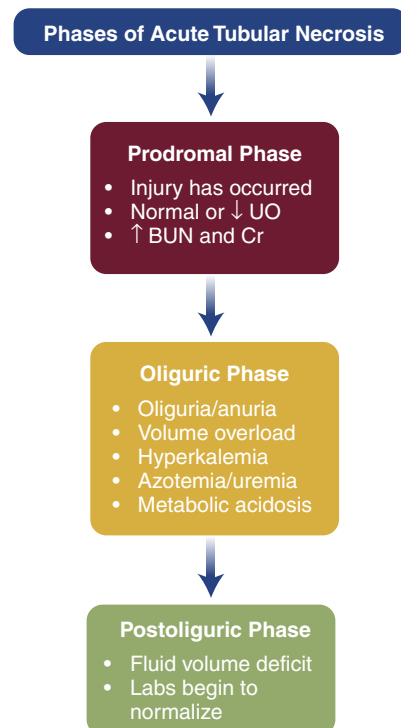 Phases of Acute Tubular Necrosis
Prodromal Phase
• Injury has occurred
• Normal or ↓ UO
• ↑ BUN and Cr
Oliguric Phase
• Oliguria/anuria
• Volume overload
• Hyperkalemia
• Azotemia/uremia
• Metabolic acidosis
Postoliguric Phase
• Fluid volume deficit
• Labs begin to
normalize